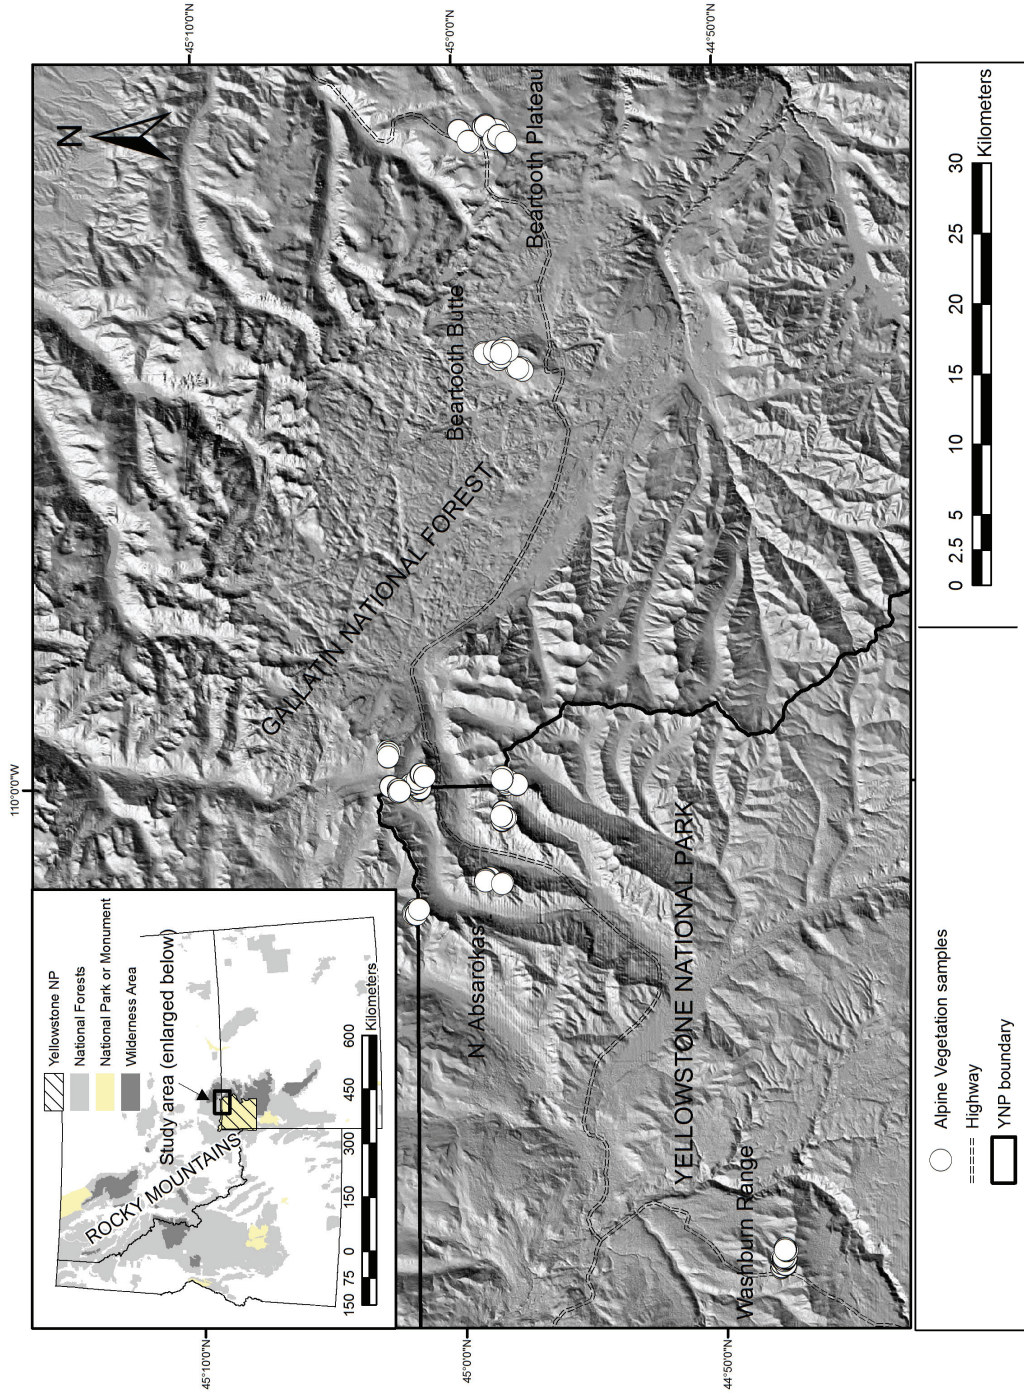 110°0'0"W
45°10'0"N
45°0'0"N
44°50'0"N
45°10'0"N
45°0'0"N
44°50'0"N
N
Yellowstone NP
National Forests
National Park or Monument
Wilderness Area
Study area (enlarged below)
ROCKY MOUNTAINS
150 75 0 150 300 450 600
Kilometers
GALLATIN NATIONAL FOREST
Beartooth Butte
Beartooth Plateau
N Absarokas
YELLOWSTONE NATIONAL PARK
Washburn Range
Alpine Vegetation samples
Highway
YNP boundary
0 2.5 5 10 15 20 25 30
Kilometers